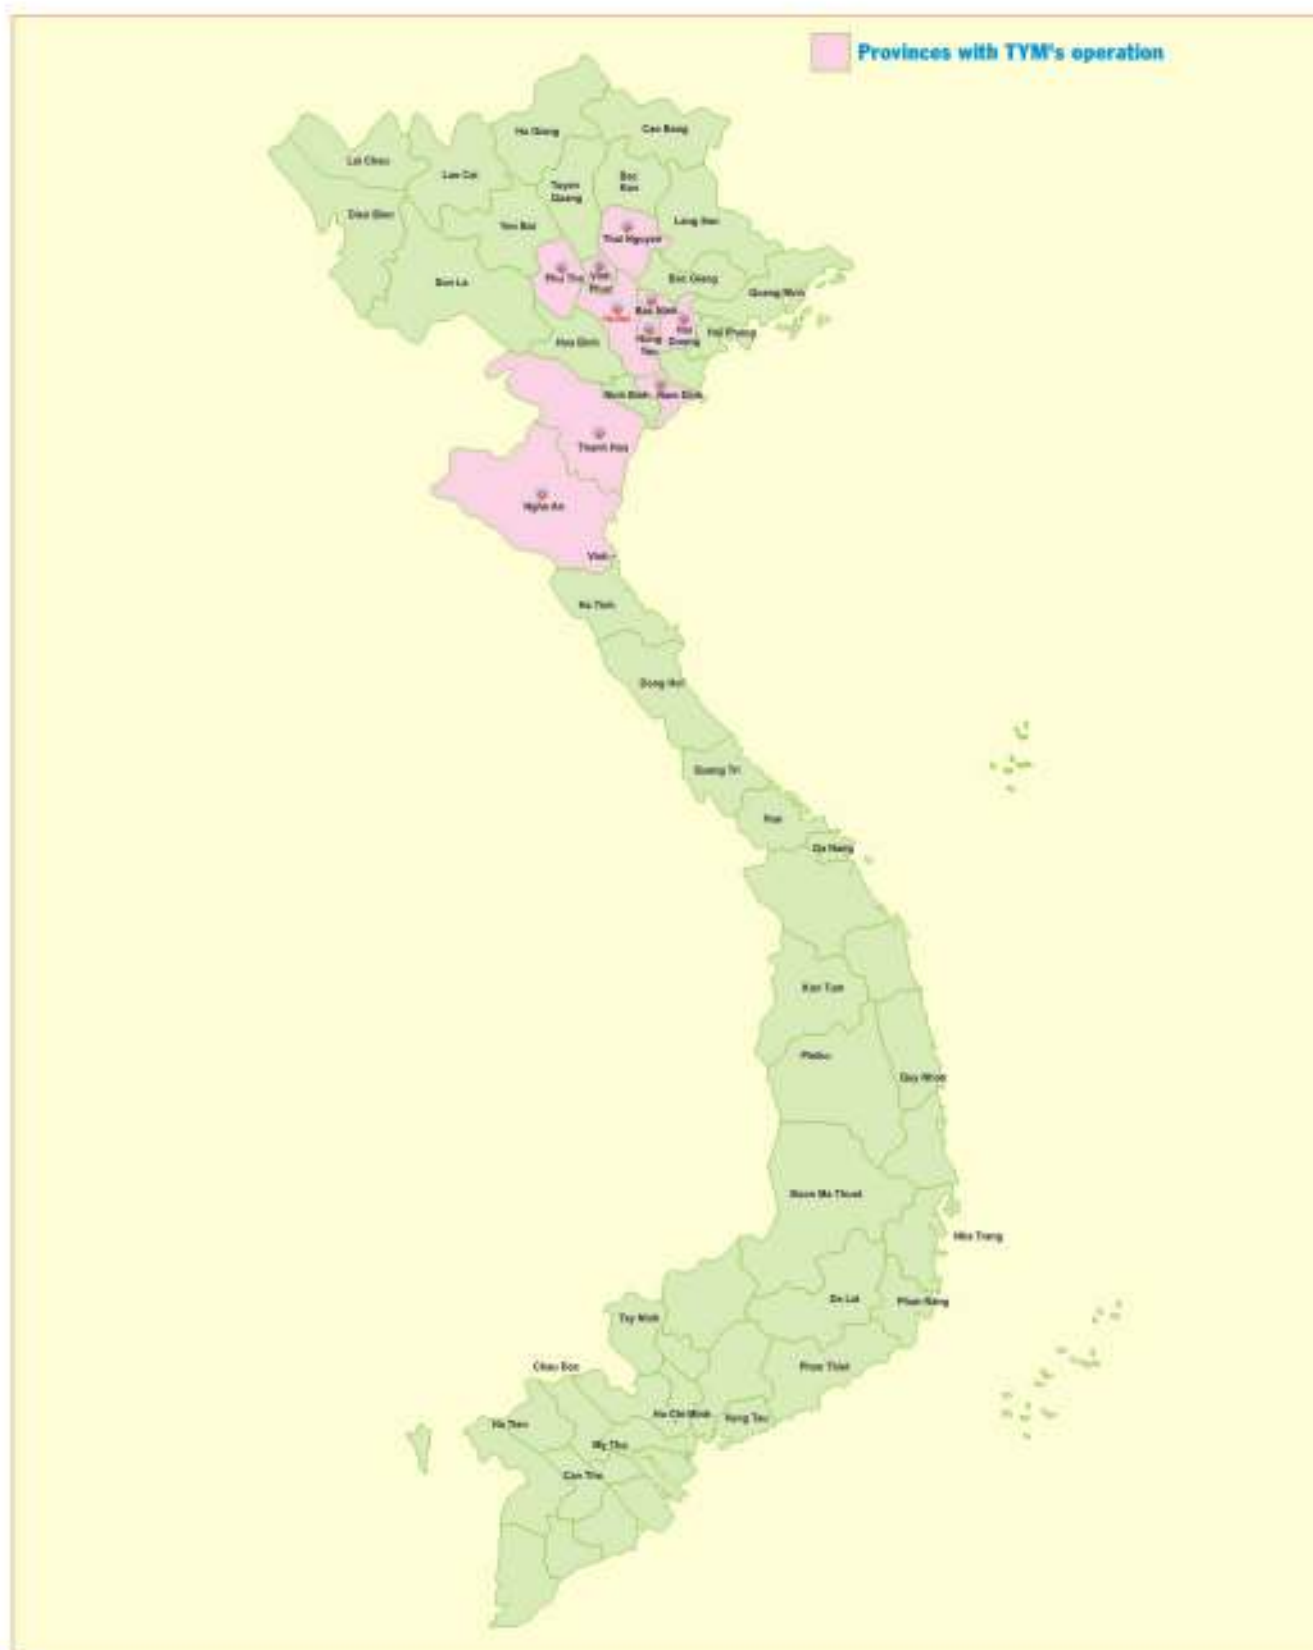 Provinces with TYM's operation
Ha Giang
Cao Bang
Lai Chau
Lao Cai
Bac
Kan
Tuyen
Quang
Dien Bien
Lang Son
Yen Bai
Thai Nguyen
Phu Tho
Vinh
Phuc
Son La
Bac Giang
Quang Ninh
Bac Ninh
Hai
Duong
Hai Phong
Hung
Yen
Hoa Binh
Ninh Binh
Nam Dinh
Thanh Hoa
Nghe An
Vinh
Ha Tinh
Dong Hoi
Quang Tri
Hue
Da Nang
Kon Tum
Pleiku
Quy Nhon
Buon Ma Thuot
Nha Trang
Da Lat
Phan Rang
Tay Ninh
Chau Doc
Phan Thiet
Ho Chi Minh
Vung Tau
Ha Tien
My Tho
Can Tho